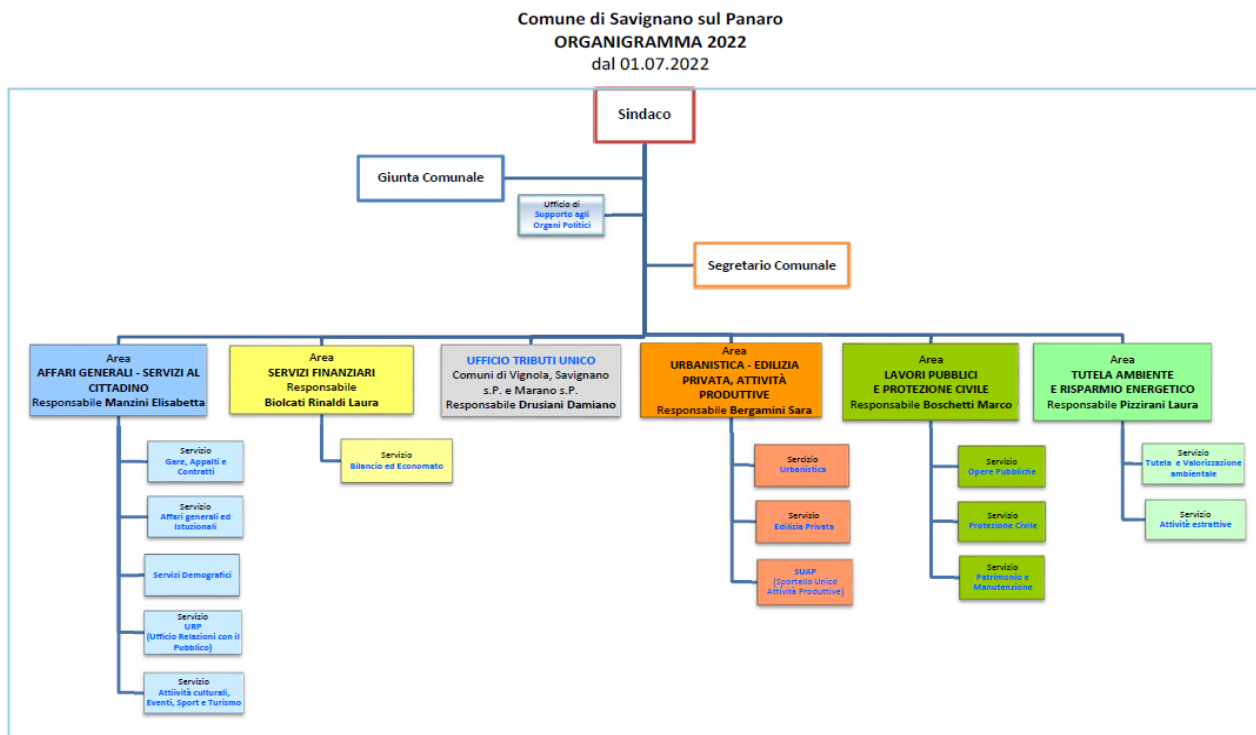 Comune di Savignano sul Panaro
ORGANIGRAMMA 2022
dal 01.07.2022
Sindaco
Giunta Comunale
Ufficio di
Supporto agli
Organi Politici
Segretario Comunale
Area
AFFARI GENERALI - SERVIZI AL
CITTADINO
Responsabile Manzini Elisabetta
Servizio
Gare, Appalti e
Contratti
Servizio
Affari generali ed
Istuzionali
Servizi Demografici
Servizio
URP
(Ufficio Relazioni con il
Pubblico)
Servizio
Attiività culturali,
Eventi, Sport e Turismo
Area
SERVIZI FINANZIARI
Responsabile
Biolcati Rinaldi Laura
Servizio
Bilancio ed Economato
UFFICIO TRIBUTI UNICO
Comuni di Vignola, Savignano
s.P. e Marano s.P.
Responsabile Drusiani Damiano
Area
URBANISTICA - EDILIZIA
PRIVATA, ATTIVITÀ
PRODUTTIVE
Responsabile Bergamini Sara
Sercizio
Urbanistica
Servizio
Edilizia Privata
SUAP
(Sportello Unico
Attività Produttive)
Area
LAVORI PUBBLICI
E PROTEZIONE CIVILE
Responsabile Boschetti Marco
Servizio
Opere Pubbliche
Servizio
Protezione Civile
Servizio
Patrimonio e
Manutenzione
Area
TUTELA AMBIENTE
E RISPARMIO ENERGETICO
Responsabile Pizzirani Laura
Servizio
Tutela e Valorizzazione
ambientale
Servizio
Attività estrattive